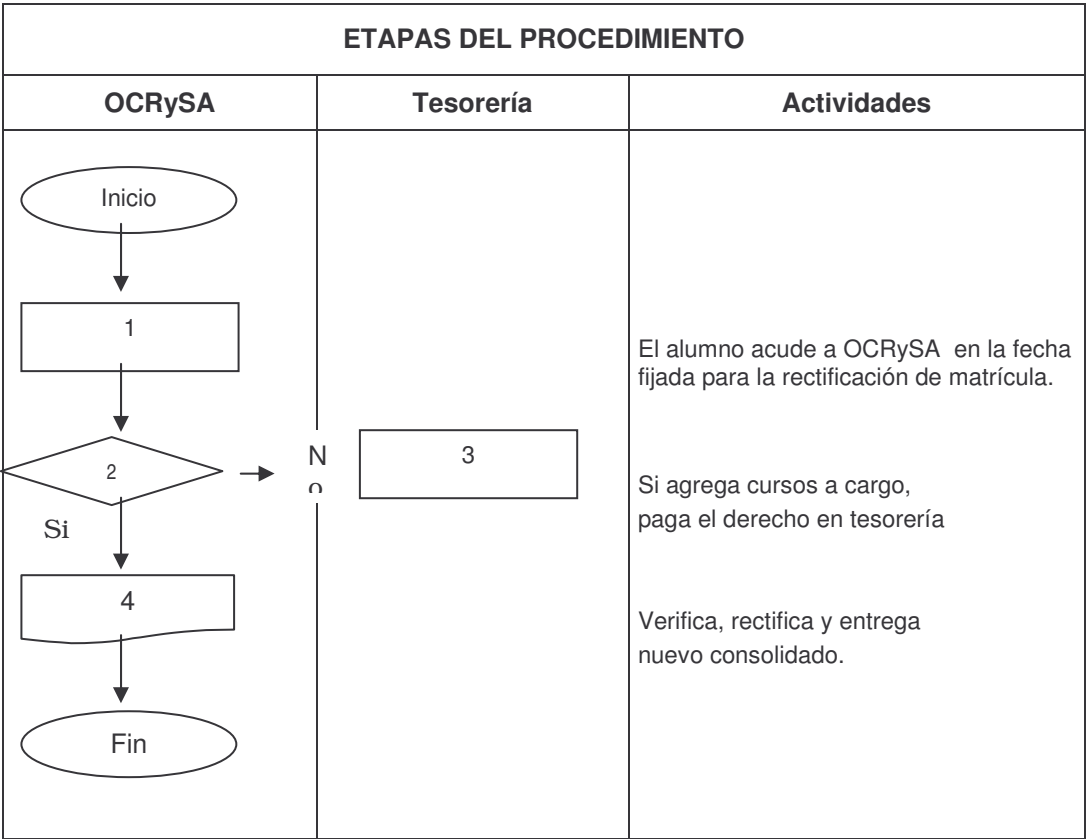 ETAPAS DEL PROCEDIMIENTO
OCRySA
Tesorería
Actividades
Inicio
1
El alumno acude a OCRySA en la fecha
fijada para la rectificación de matrícula.
2
N
o
3
Si
Si agrega cursos a cargo,
paga el derecho en tesorería
4
Verifica, rectifica y entrega
nuevo consolidado.
Fin